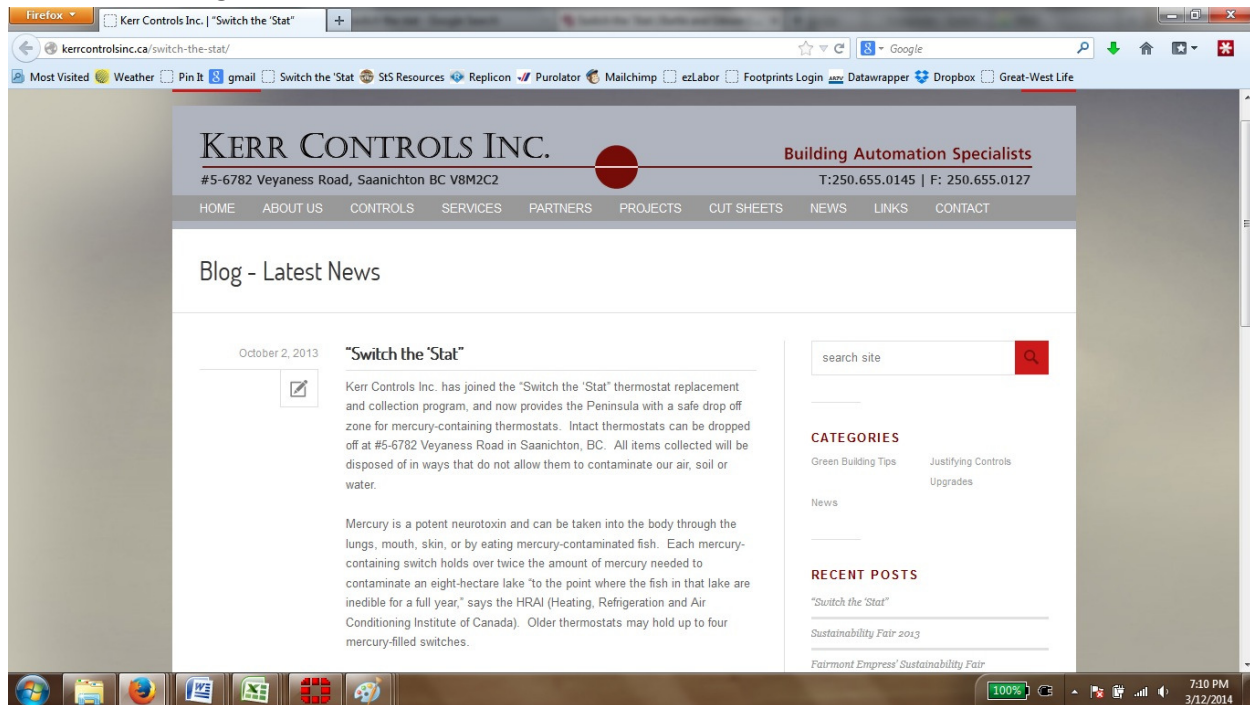 Firefox
Kerr Controls Inc. | "Switch the 'Stat"
kerrcontrolsinc.ca/switch-the-stat/
Google
Most Visited Weather Pin It gmail Switch the 'Stat StS Resources Replicon Purolator Mailchimp ezLabor Footprints Login Datawrapper Dropbox Great-West Life
KERR CONTROLS INC.
Building Automation Specialists
#5-6782 Veyaness Road, Saanichton BC V8M2C2
T:250.655.0145 | F: 250.655.0127
HOME ABOUT US CONTROLS SERVICES PARTNERS PROJECTS CUT SHEETS NEWS LINKS CONTACT
Blog - Latest News
October 2, 2013
"Switch the 'Stat"
Kerr Controls Inc. has joined the "Switch the 'Stat" thermostat replacement
and collection program, and now provides the Peninsula with a safe drop off
zone for mercury-containing thermostats. Intact thermostats can be dropped
off at #5-6782 Veyaness Road in Saanichton, BC. All items collected will be
disposed of in ways that do not allow them to contaminate our air, soil or
water.
Mercury is a potent neurotoxin and can be taken into the body through the
lungs, mouth, skin, or by eating mercury-contaminated fish. Each mercury-
containing switch holds over twice the amount of mercury needed to
contaminate an eight-hectare lake "to the point where the fish in that lake are
inedible for a full year," says the HRAI (Heating, Refrigeration and Air
Conditioning Institute of Canada). Older thermostats may hold up to four
mercury-filled switches.
search site
CATEGORIES
Green Building Tips
Justifying Controls
Upgrades
News
RECENT POSTS
"Switch the 'Stat"
Sustainability Fair 2013
Fairmont Empress' Sustainability Fair
100%
7:10 PM
3/12/2014